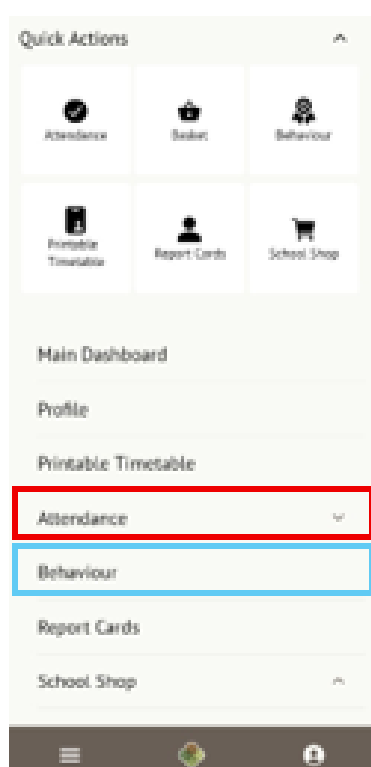 Quick Actions
Attendance
Basket
Behaviour
Printable
Timetable
Report Cards
School Shop
Main Dashboard
Profile
Printable Timetable
Attendance
Behaviour
Report Cards
School Shop